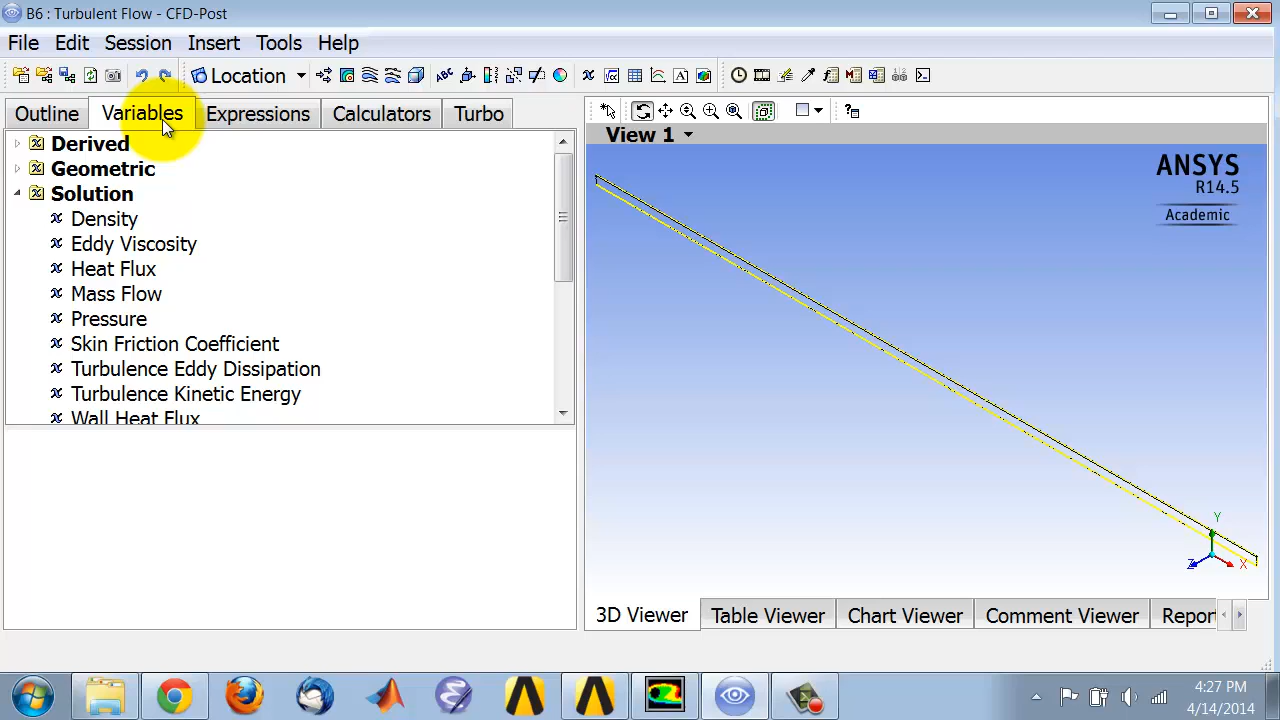 B6 : Turbulent Flow - CFD-Post
File Edit Session Insert Tools Help
Location
Outline Variables Expressions Calculators Turbo
View 1
Derived
Geometric
Solution
Density
Eddy Viscosity
Heat Flux
Mass Flow
Pressure
Skin Friction Coefficient
Turbulence Eddy Dissipation
Turbulence Kinetic Energy
Wall Heat Flux
ANSYS
R14.5
Academic
Y
Z
X
3D Viewer Table Viewer Chart Viewer Comment Viewer Report
4:27 PM
4/14/2014